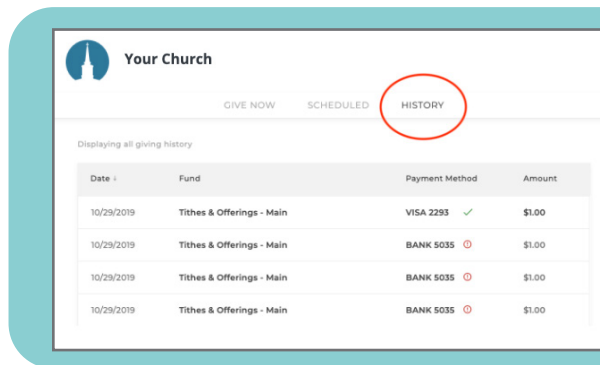 Your Church
GIVE NOW SCHEDULED HISTORY
Displaying all giving history
Date ↓ Fund Payment Method Amount
10/29/2019 Tithes & Offerings - Main VISA 2293 ✓ $1.00
10/29/2019 Tithes & Offerings - Main BANK 5035 $1.00
10/29/2019 Tithes & Offerings - Main BANK 5035 $1.00
10/29/2019 Tithes & Offerings - Main BANK 5035 $1.00